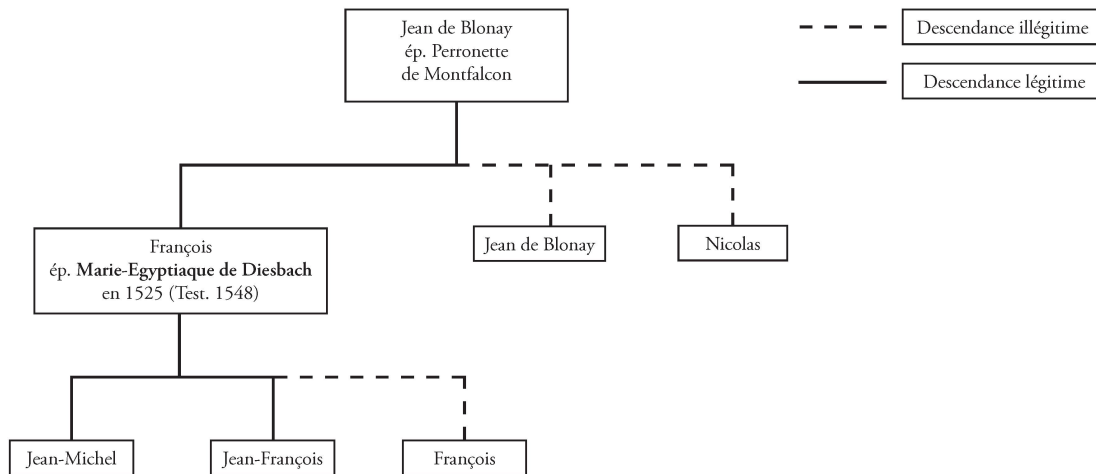 Jean de Blonay
ép. Perronette
de Montfalcon
Descendance illégitime
Descendance légitime
François
ép. Marie-Egyptiaque de Diesbach
en 1525 (Test. 1548)
Jean de Blonay
Nicolas
Jean-Michel
Jean-François
François